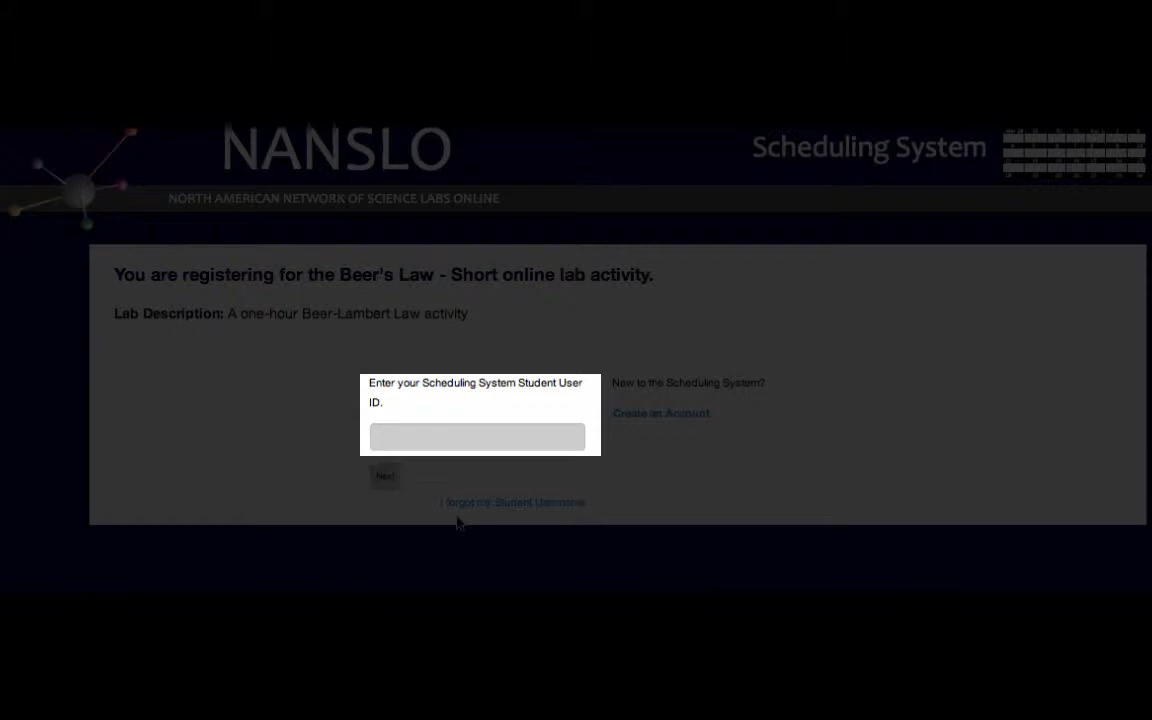 NANSLO
Scheduling System
NORTH AMERICAN NETWORK OF SCIENCE LABS ONLINE
You are registering for the Beer's Law - Short online lab activity.
Lab Description: A one-hour Beer-Lambert Law activity
Enter your Scheduling System Student User
ID.
New to the Scheduling System?
Create an Account
Next
I forgot my Student Username